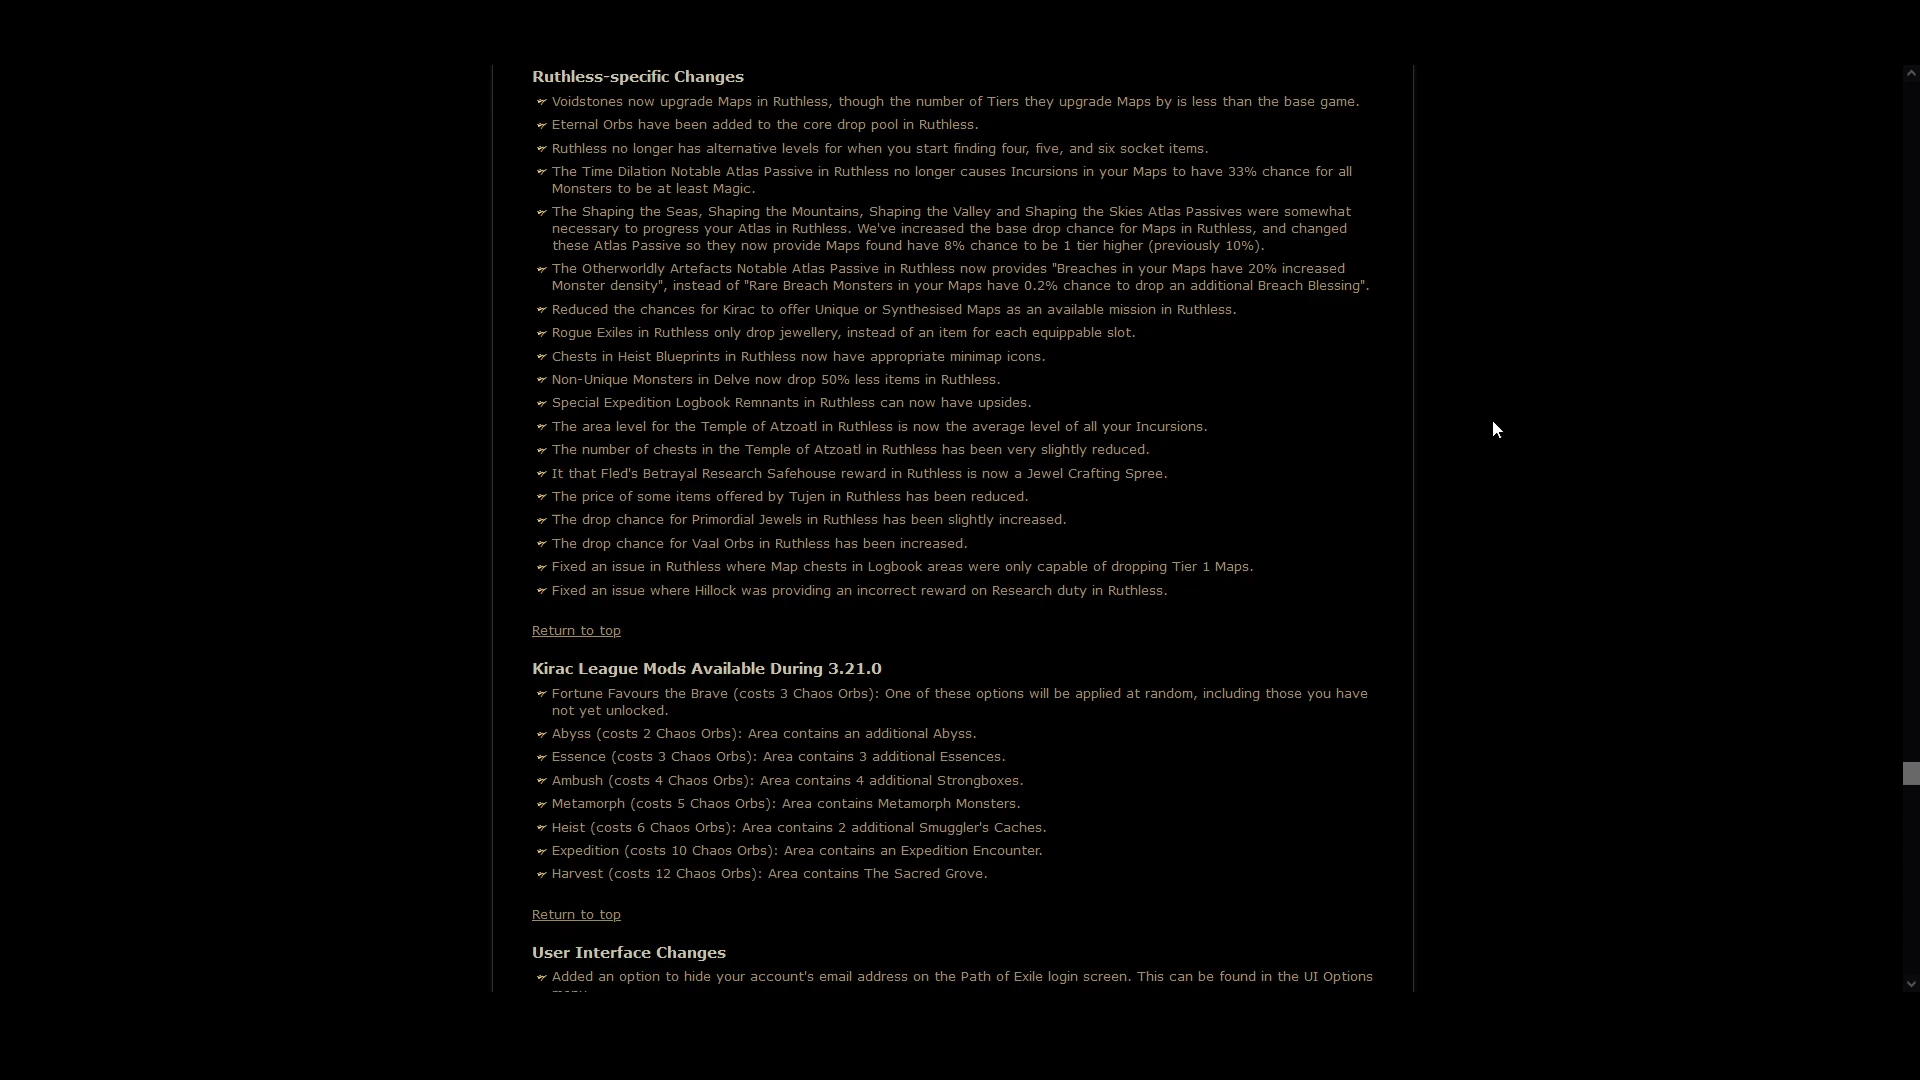 Ruthless-specific Changes
Voidstones now upgrade Maps in Ruthless, though the number of Tiers they upgrade Maps by is less than the base game.
Eternal Orbs have been added to the core drop pool in Ruthless.
Ruthless no longer has alternative levels for when you start finding four, five, and six socket items.
The Time Dilation Notable Atlas Passive in Ruthless no longer causes Incursions in your Maps to have 33% chance for all
Monsters to be at least Magic.
The Shaping the Seas, Shaping the Mountains, Shaping the Valley and Shaping the Skies Atlas Passives were somewhat
necessary to progress your Atlas in Ruthless. We've increased the base drop chance for Maps in Ruthless, and changed
these Atlas Passive so they now provide Maps found have 8% chance to be 1 tier higher (previously 10%).
The Otherworldly Artefacts Notable Atlas Passive in Ruthless now provides "Breaches in your Maps have 20% increased
Monster density", instead of "Rare Breach Monsters in your Maps have 0.2% chance to drop an additional Breach Blessing".
Reduced the chances for Kirac to offer Unique or Synthesised Maps as an available mission in Ruthless.
Rogue Exiles in Ruthless only drop jewellery, instead of an item for each equippable slot.
Chests in Heist Blueprints in Ruthless now have appropriate minimap icons.
Non-Unique Monsters in Delve now drop 50% less items in Ruthless.
Special Expedition Logbook Remnants in Ruthless can now have upsides.
The area level for the Temple of Atzoatl in Ruthless is now the average level of all your Incursions.
The number of chests in the Temple of Atzoatl in Ruthless has been very slightly reduced.
It that Fled's Betrayal Research Safehouse reward in Ruthless is now a Jewel Crafting Spree.
The price of some items offered by Tujen in Ruthless has been reduced.
The drop chance for Primordial Jewels in Ruthless has been slightly increased.
The drop chance for Vaal Orbs in Ruthless has been increased.
Fixed an issue in Ruthless where Map chests in Logbook areas were only capable of dropping Tier 1 Maps.
Fixed an issue where Hillock was providing an incorrect reward on Research duty in Ruthless.
Return to top
Kirac League Mods Available During 3.21.0
Fortune Favours the Brave (costs 3 Chaos Orbs): One of these options will be applied at random, including those you have
not yet unlocked.
Abyss (costs 2 Chaos Orbs): Area contains an additional Abyss.
Essence (costs 3 Chaos Orbs): Area contains 3 additional Essences.
Ambush (costs 4 Chaos Orbs): Area contains 4 additional Strongboxes.
Metamorph (costs 5 Chaos Orbs): Area contains Metamorph Monsters.
Heist (costs 6 Chaos Orbs): Area contains 2 additional Smuggler's Caches.
Expedition (costs 10 Chaos Orbs): Area contains an Expedition Encounter.
Harvest (costs 12 Chaos Orbs): Area contains The Sacred Grove.
Return to top
User Interface Changes
Added an option to hide your account's email address on the Path of Exile login screen. This can be found in the UI Options